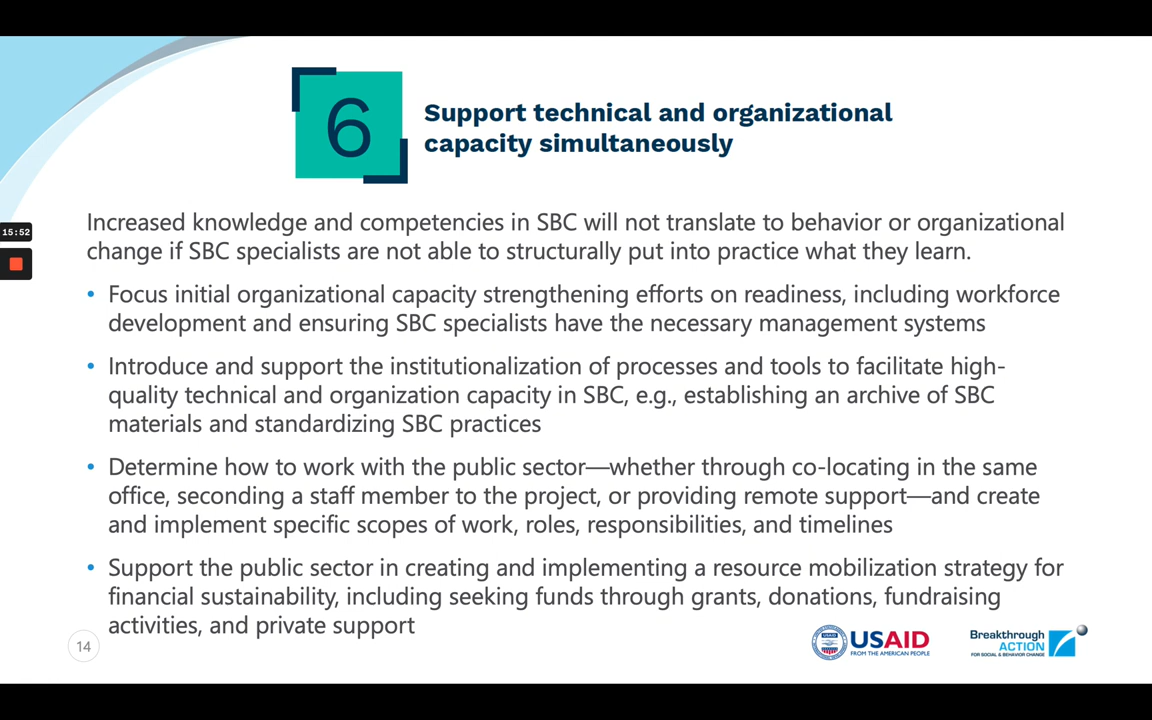 6
Support technical and organizational
capacity simultaneously
Increased knowledge and competencies in SBC will not translate to behavior or organizational
change if SBC specialists are not able to structurally put into practice what they learn.
15:52
• Focus initial organizational capacity strengthening efforts on readiness, including workforce
development and ensuring SBC specialists have the necessary management systems
• Introduce and support the institutionalization of processes and tools to facilitate high-
quality technical and organization capacity in SBC, e.g., establishing an archive of SBC
materials and standardizing SBC practices
• Determine how to work with the public sector—whether through co-locating in the same
office, seconding a staff member to the project, or providing remote support—and create
and implement specific scopes of work, roles, responsibilities, and timelines
• Support the public sector in creating and implementing a resource mobilization strategy for
financial sustainability, including seeking funds through grants, donations, fundraising
activities, and private support
14
USAID
USAID
FROM THE AMERICAN PEOPLE
Breakthrough
ACTION
FOR SOCIAL & BEHAVIOR CHANGE